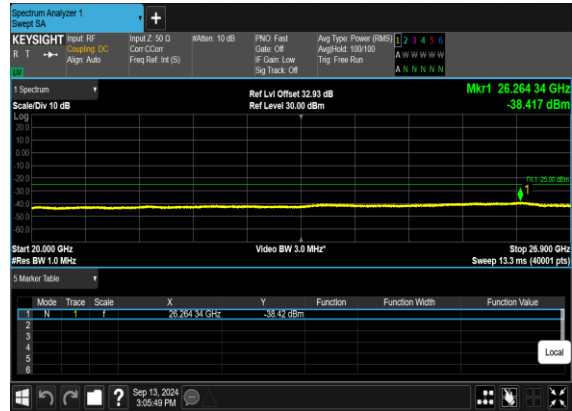 Spectrum Analyzer 1
Swept SA
+
KEYSIGHT Input: RF Input Z: 50 Ω #Atten: 10 dB PNO: Fast Avg Type: Power (RMS) 1 2 3 4 5 6
R T Coupling: DC Corr CCorr Gate: Off Avg|Hold: 100/100 A W W W W W
Align: Auto Freq Ref: Int (S) IF Gain: Low Trig: Free Run
Sig Track: Off A N N N N N
1 Spectrum Ref Lvl Offset 32.93 dB Mkr1 26.264 34 GHz
Scale/Div 10 dB Ref Level 30.00 dBm -38.417 dBm
Log
20.0
10.0
0.00
-10.0
-20.0
-30.0
-40.0
-50.0
-60.0
DL1 -25.00 dBm
1
Start 20.000 GHz Video BW 3.0 MHz* Stop 26.900 GHz
#Res BW 1.0 MHz Sweep 13.3 ms (40001 pts)
5 Marker Table
Mode Trace Scale X Y Function Function Width Function Value
1 N 1 f 26.264 34 GHz -38.42 dBm
2
3
4
5
6
Local
? Sep 13, 2024
3:05:49 PM